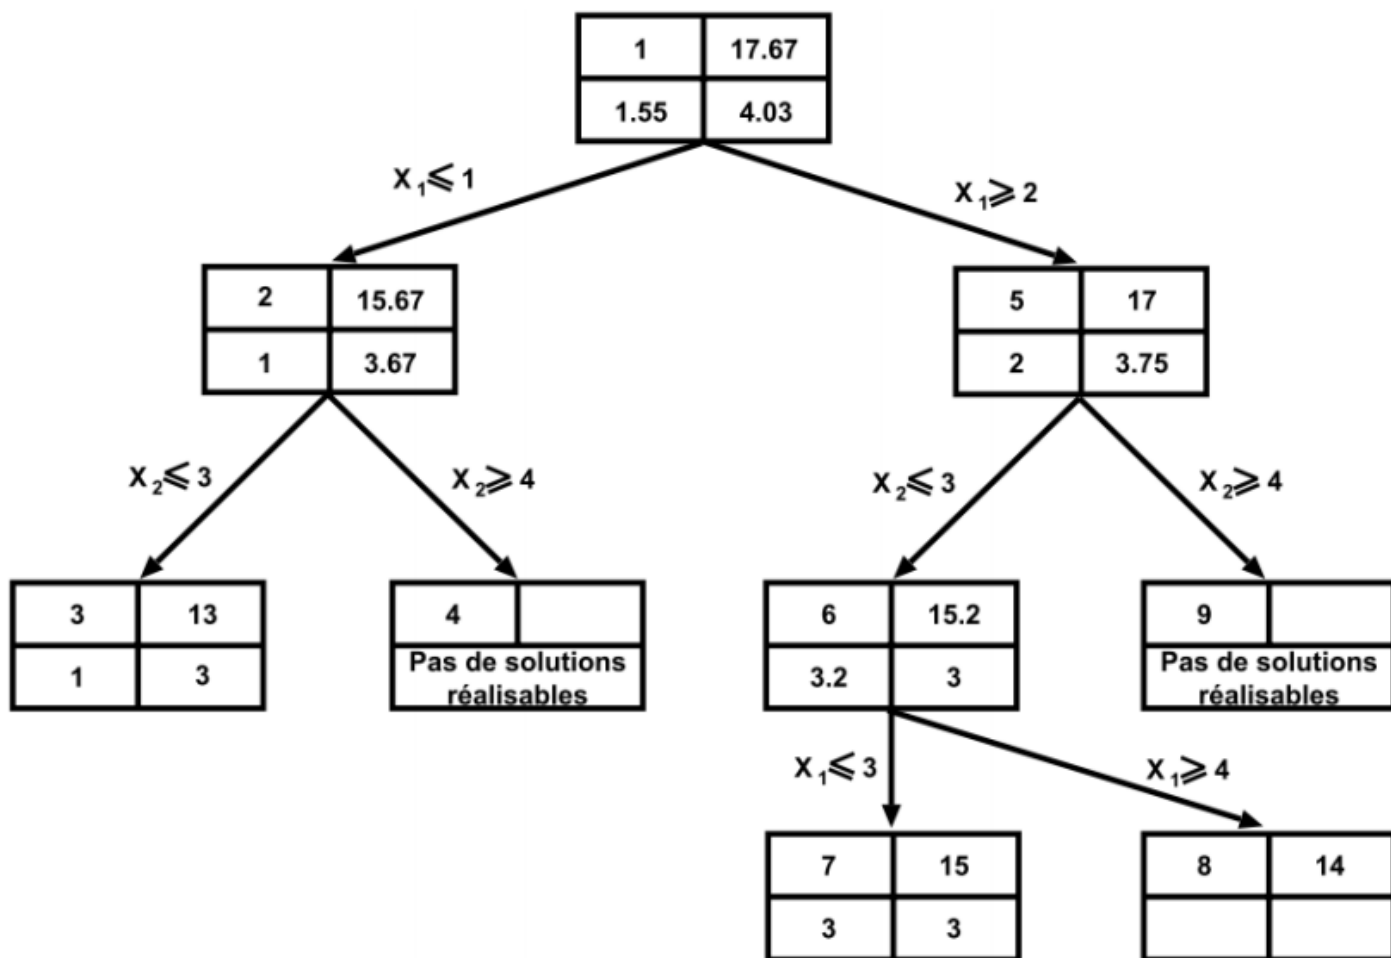 1 17.67
1.55 4.03
X₁⩽ 1
X₁⩾ 2
2 15.67
1 3.67
5 17
2 3.75
X₂⩽ 3
X₂⩾ 4
X₂⩽ 3
X₂⩾ 4
3 13
1 3
4
Pas de solutions
réalisables
6 15.2
3.2 3
9
Pas de solutions
réalisables
X₁⩽ 3
X₁⩾ 4
7 15
3 3
8 14